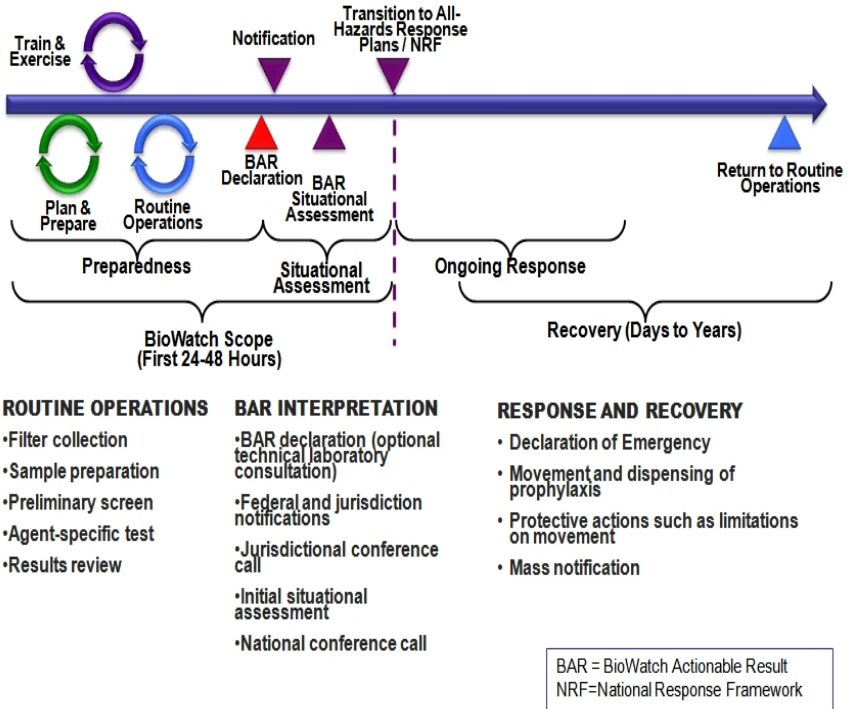 Train &
Exercise
Notification
Transition to All-
Hazards Response
Plans / NRF
Plan &
Prepare
Routine
Operations
BAR
Declaration
BAR
Situational
Assessment
Return to Routine
Operations
Preparedness
Situational
Assessment
Ongoing Response
BioWatch Scope
(First 24-48 Hours)
Recovery (Days to Years)
ROUTINE OPERATIONS
•Filter collection
•Sample preparation
•Preliminary screen
•Agent-specific test
•Results review
BAR INTERPRETATION
•BAR declaration (optional
technical laboratory
consultation)
•Federal and jurisdiction
notifications
•Jurisdictional conference
call
•Initial situational
assessment
•National conference call
RESPONSE AND RECOVERY
• Declaration of Emergency
• Movement and dispensing of
prophylaxis
• Protective actions such as limitations
on movement
• Mass notification
BAR = BioWatch Actionable Result
NRF=National Response Framework